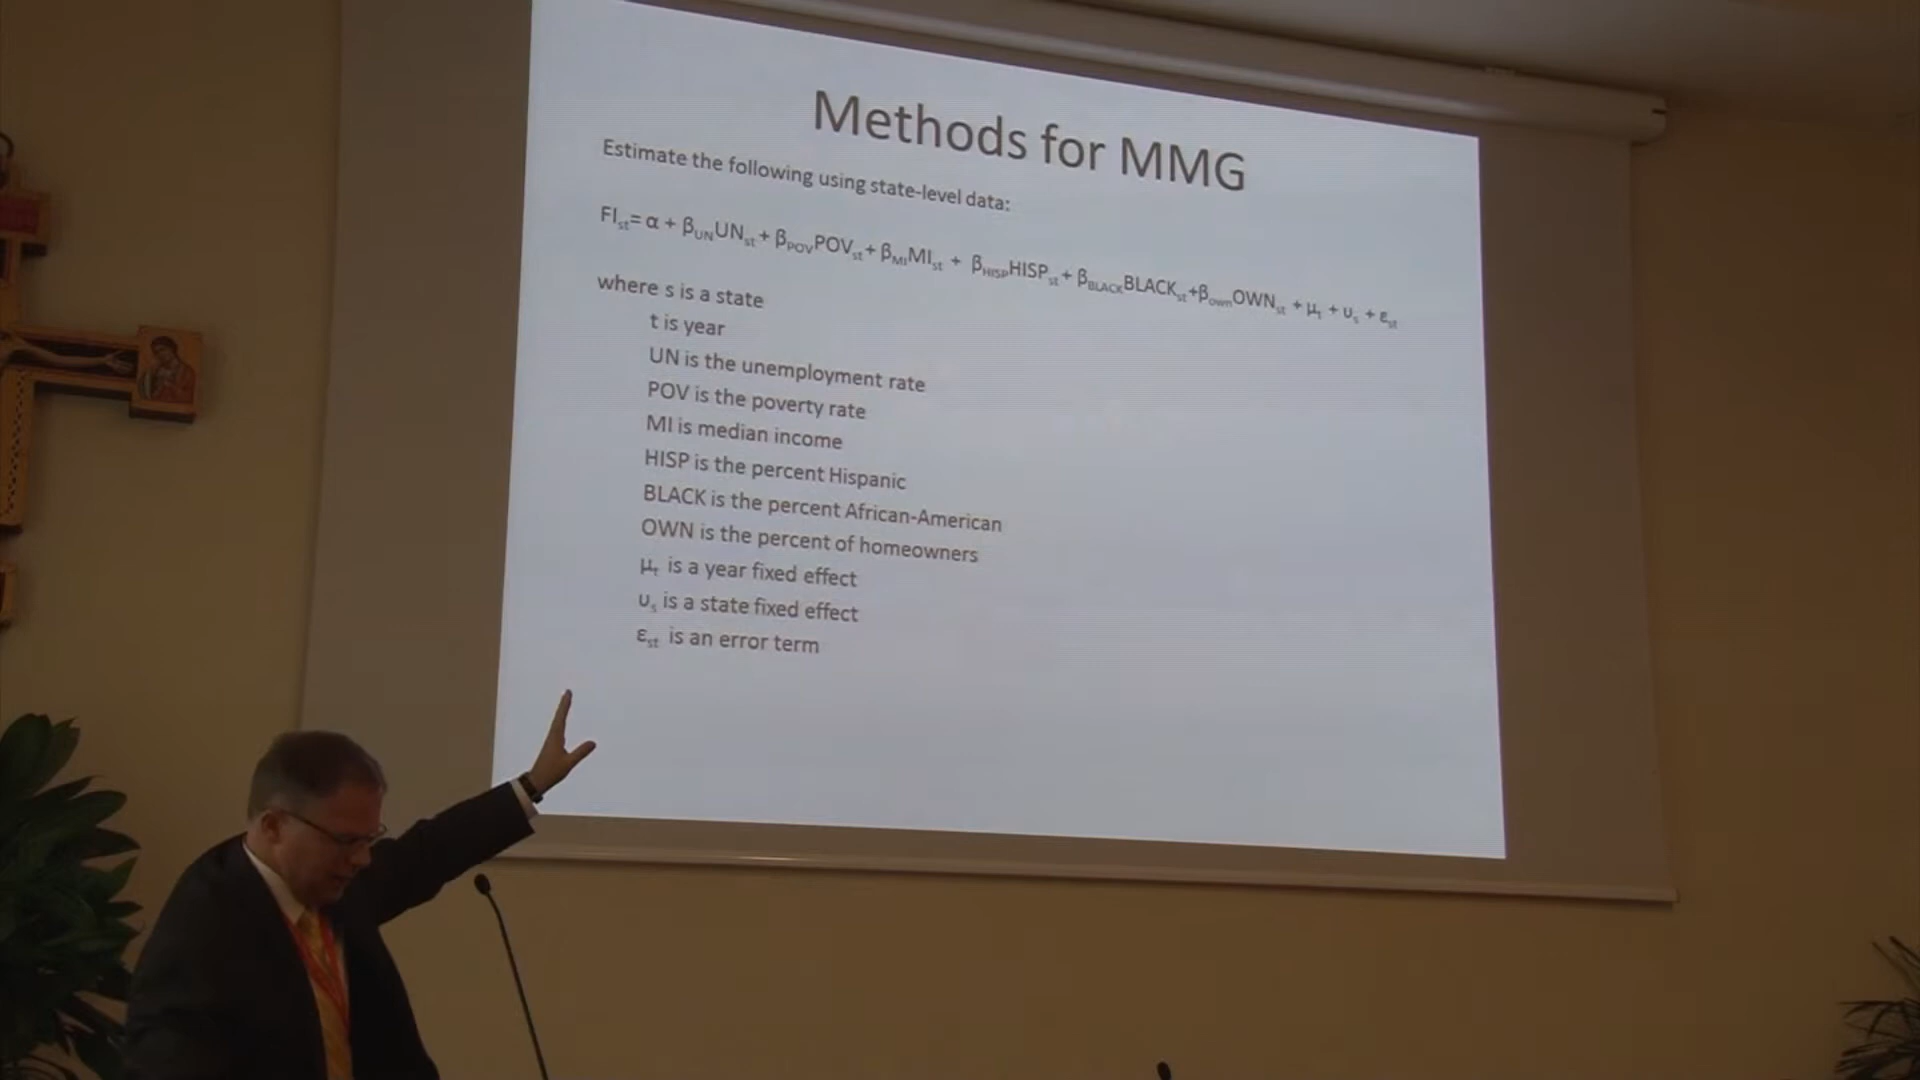 Methods for MMG
Estimate the following using state-level data:
FIst= α + βUNUNst + βPOVPOVst + βMIMIst + βHISPHISPst + βBLACKBLACKst +βownOWNst + μt + υs + εst
where s is a state
t is year
UN is the unemployment rate
POV is the poverty rate
MI is median income
HISP is the percent Hispanic
BLACK is the percent African-American
OWN is the percent of homeowners
μt is a year fixed effect
υs is a state fixed effect
εst is an error term